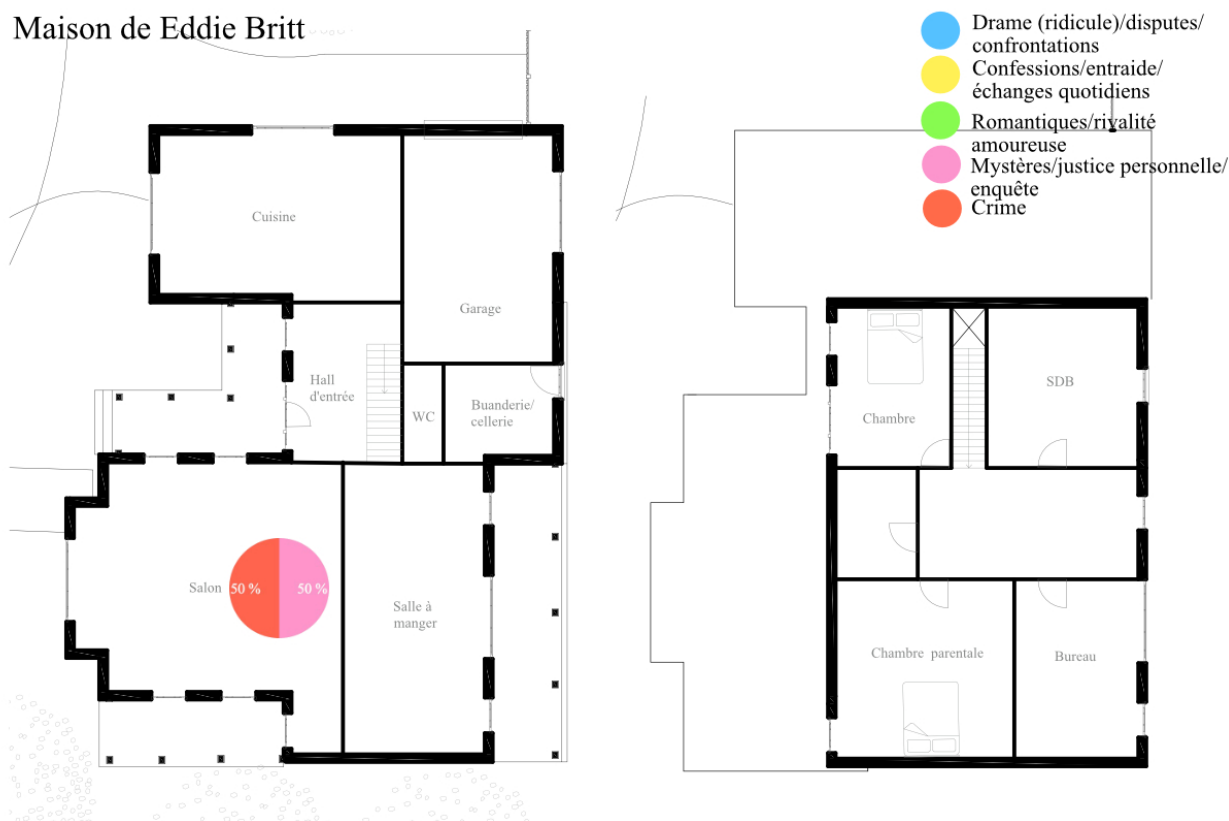 Maison de Eddie Britt
Drame (ridicule)/disputes/
confrontations
Confessions/entraide/
échanges quotidiens
Romantiques/rivalité
amoureuse
Mystères/justice personnelle/
enquête
Crime
Cuisine
Garage
Hall
d'entrée
WC
Buanderie/
cellerie
Salon
50 %
50 %
Salle à
manger
Chambre
SDB
Chambre parentale
Bureau